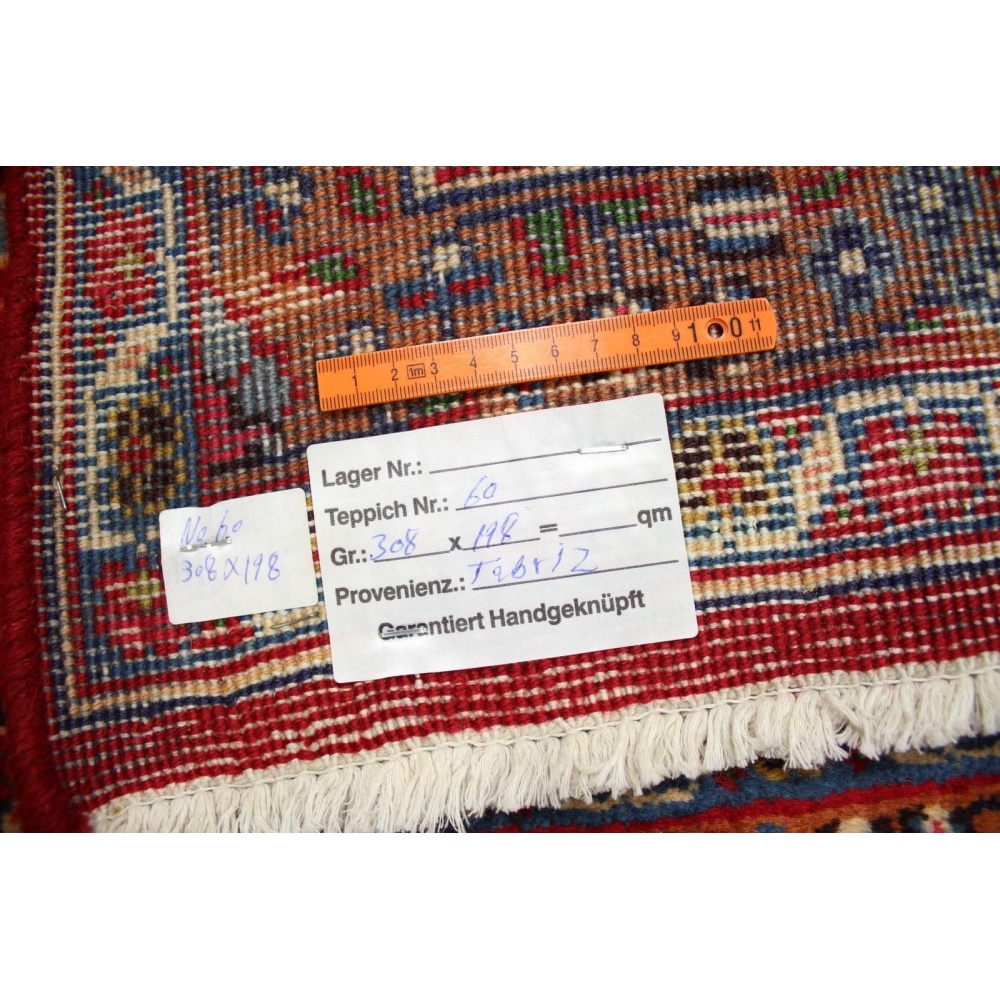 1 2 1m 3 4 5 6 7 8 9 10 11
Lager Nr.:
Teppich Nr.: 60
Gr.: 308 x 198 = qm
Provenienz.: Tabriz
Garantiert Handgeknüpft
No 60
308 X 198